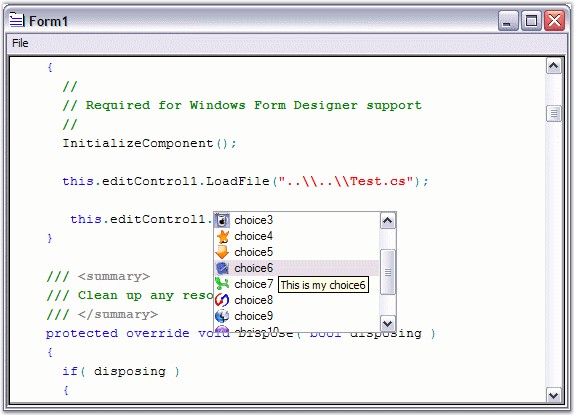 Form1
File
{
//
// Required for Windows Form Designer support
//
InitializeComponent();
this.editControl1.LoadFile("..\\..\\Test.cs");
this.editControl1.
choice3
choice4
choice5
choice6
choice7
This is my choice6
choice8
choice9
choice10
}
/// <summary>
/// Clean up any reso
/// </summary>
protected override void Dispose( bool disposing )
{
if( disposing )
{